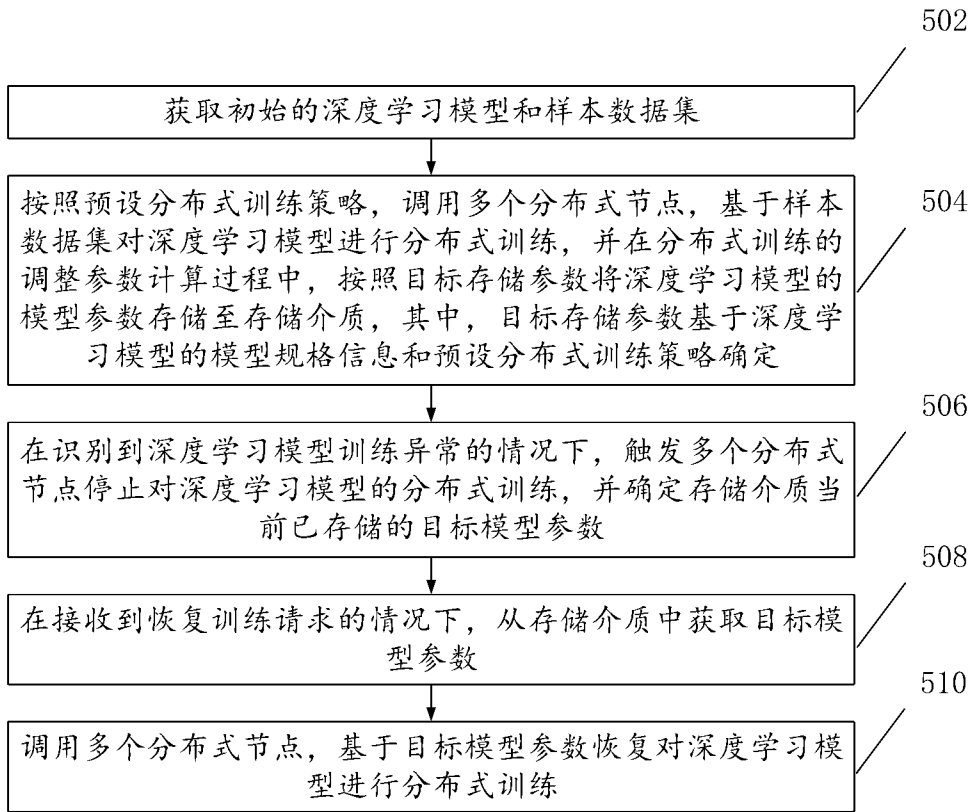 502
获取初始的深度学习模型和样本数据集
504
按照预设分布式训练策略，调用多个分布式节点，基于样本
数据集对深度学习模型进行分布式训练，并在分布式训练的
调整参数计算过程中，按照目标存储参数将深度学习模型的
模型参数存储至存储介质，其中，目标存储参数基于深度学
习模型的模型规格信息和预设分布式训练策略确定
506
在识别到深度学习模型训练异常的情况下，触发多个分布式
节点停止对深度学习模型的分布式训练，并确定存储介质当
前已存储的目标模型参数
508
在接收到恢复训练请求的情况下，从存储介质中获取目标模
型参数
510
调用多个分布式节点，基于目标模型参数恢复对深度学习模
型进行分布式训练